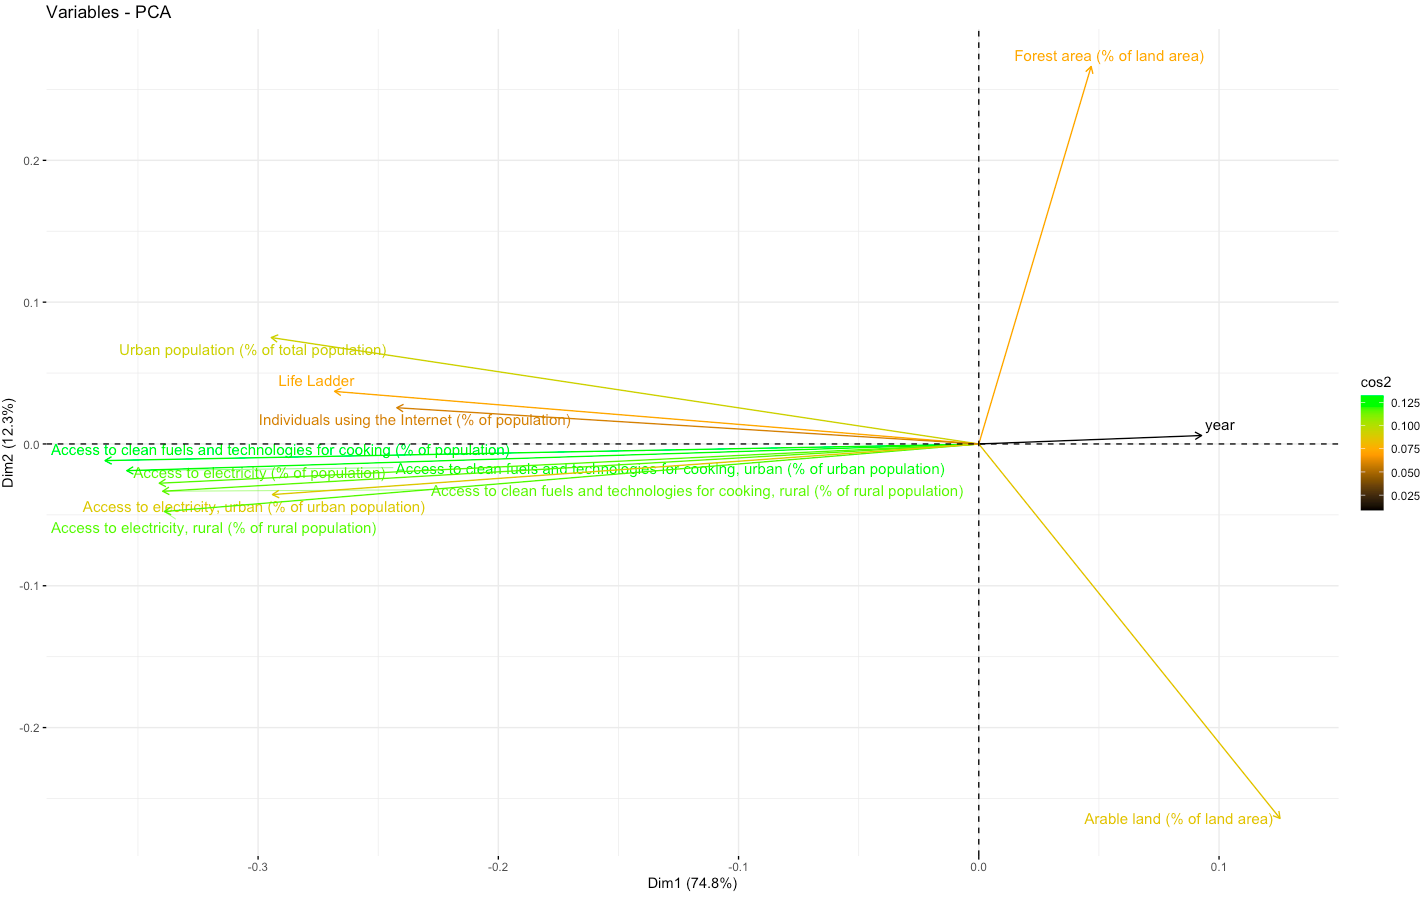 Variables - PCA
Forest area (% of land area)
0.2
0.1
Urban population (% of total population)
Life Ladder
Individuals using the Internet (% of population)
year
0.0
Access to clean fuels and technologies for cooking (% of population)
Access to clean fuels and technologies for cooking, urban (% of urban population)
Access to electricity (% of population)
Access to clean fuels and technologies for cooking, rural (% of rural population)
Access to electricity, urban (% of urban population)
Access to electricity, rural (% of rural population)
-0.1
-0.2
Arable land (% of land area)
-0.3
-0.2
-0.1
0.0
0.1
Dim1 (74.8%)
Dim2 (12.3%)
cos2
0.125
0.100
0.075
0.050
0.025